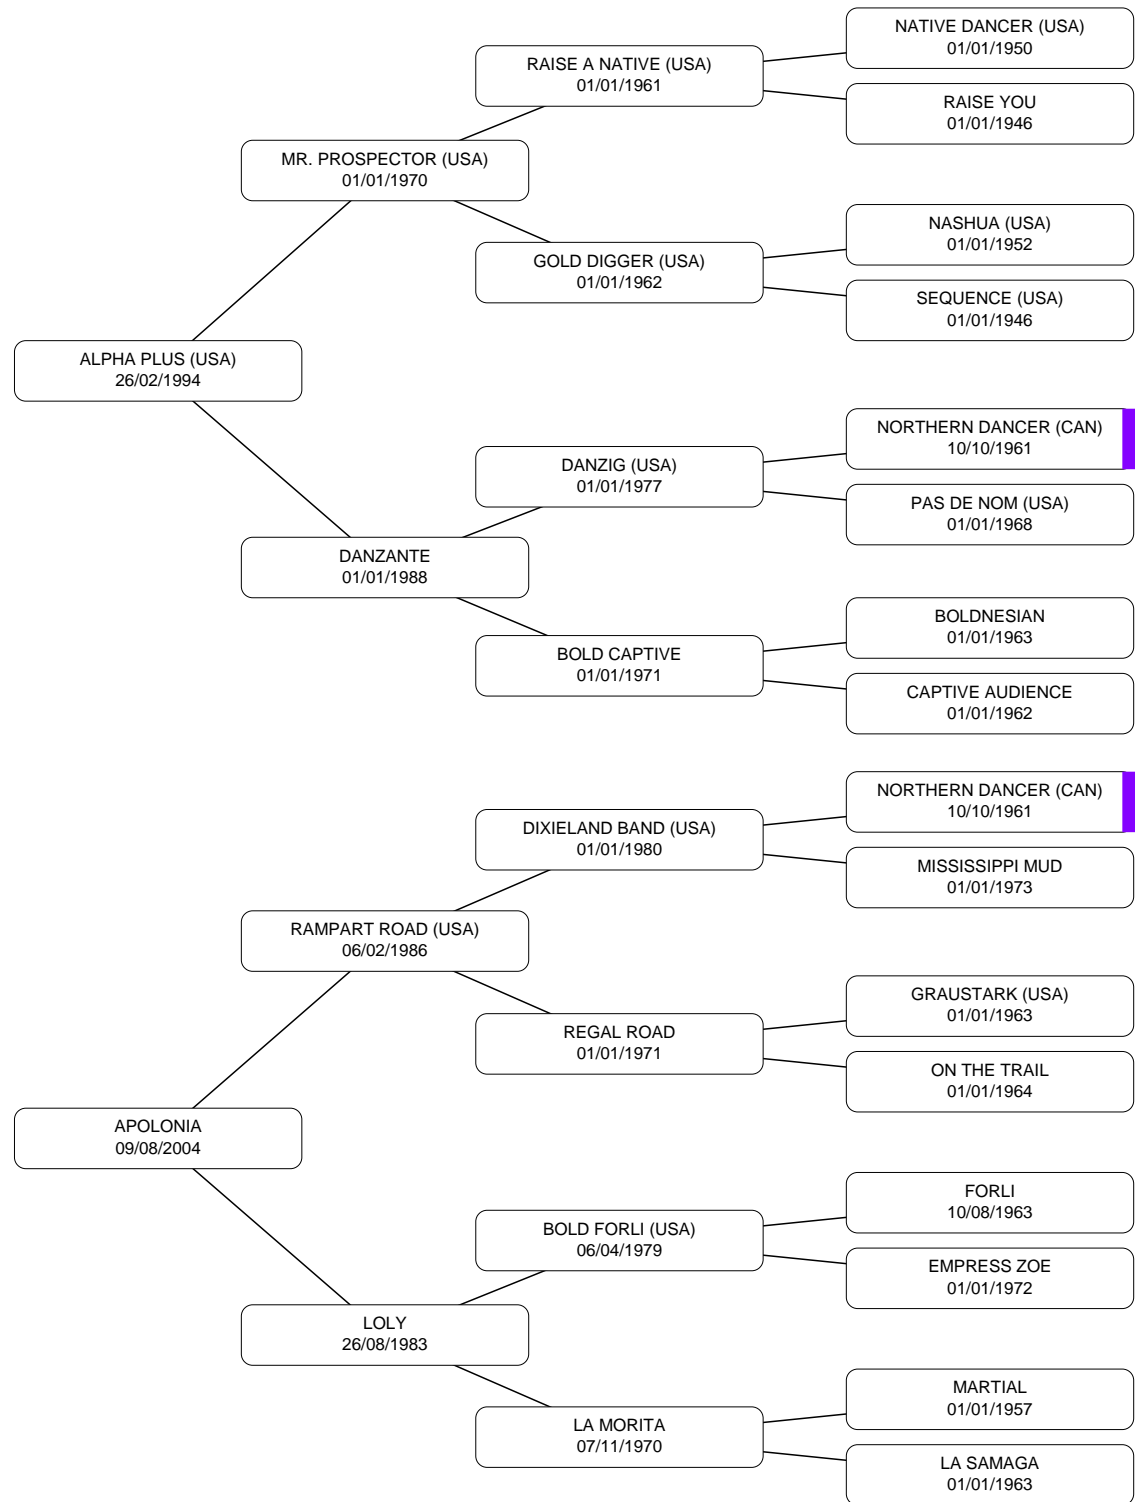 NATIVE DANCER (USA)
01/01/1950
RAISE A NATIVE (USA)
01/01/1961
RAISE YOU
01/01/1946
MR. PROSPECTOR (USA)
01/01/1970
NASHUA (USA)
01/01/1952
GOLD DIGGER (USA)
01/01/1962
SEQUENCE (USA)
01/01/1946
ALPHA PLUS (USA)
26/02/1994
NORTHERN DANCER (CAN)
10/10/1961
DANZIG (USA)
01/01/1977
PAS DE NOM (USA)
01/01/1968
DANZANTE
01/01/1988
BOLDNESIAN
01/01/1963
BOLD CAPTIVE
01/01/1971
CAPTIVE AUDIENCE
01/01/1962
NORTHERN DANCER (CAN)
10/10/1961
DIXIELAND BAND (USA)
01/01/1980
MISSISSIPPI MUD
01/01/1973
RAMPART ROAD (USA)
06/02/1986
GRAUSTARK (USA)
01/01/1963
REGAL ROAD
01/01/1971
ON THE TRAIL
01/01/1964
APOLONIA
09/08/2004
FORLI
10/08/1963
BOLD FORLI (USA)
06/04/1979
EMPRESS ZOE
01/01/1972
LOLY
26/08/1983
MARTIAL
01/01/1957
LA MORITA
07/11/1970
LA SAMAGA
01/01/1963